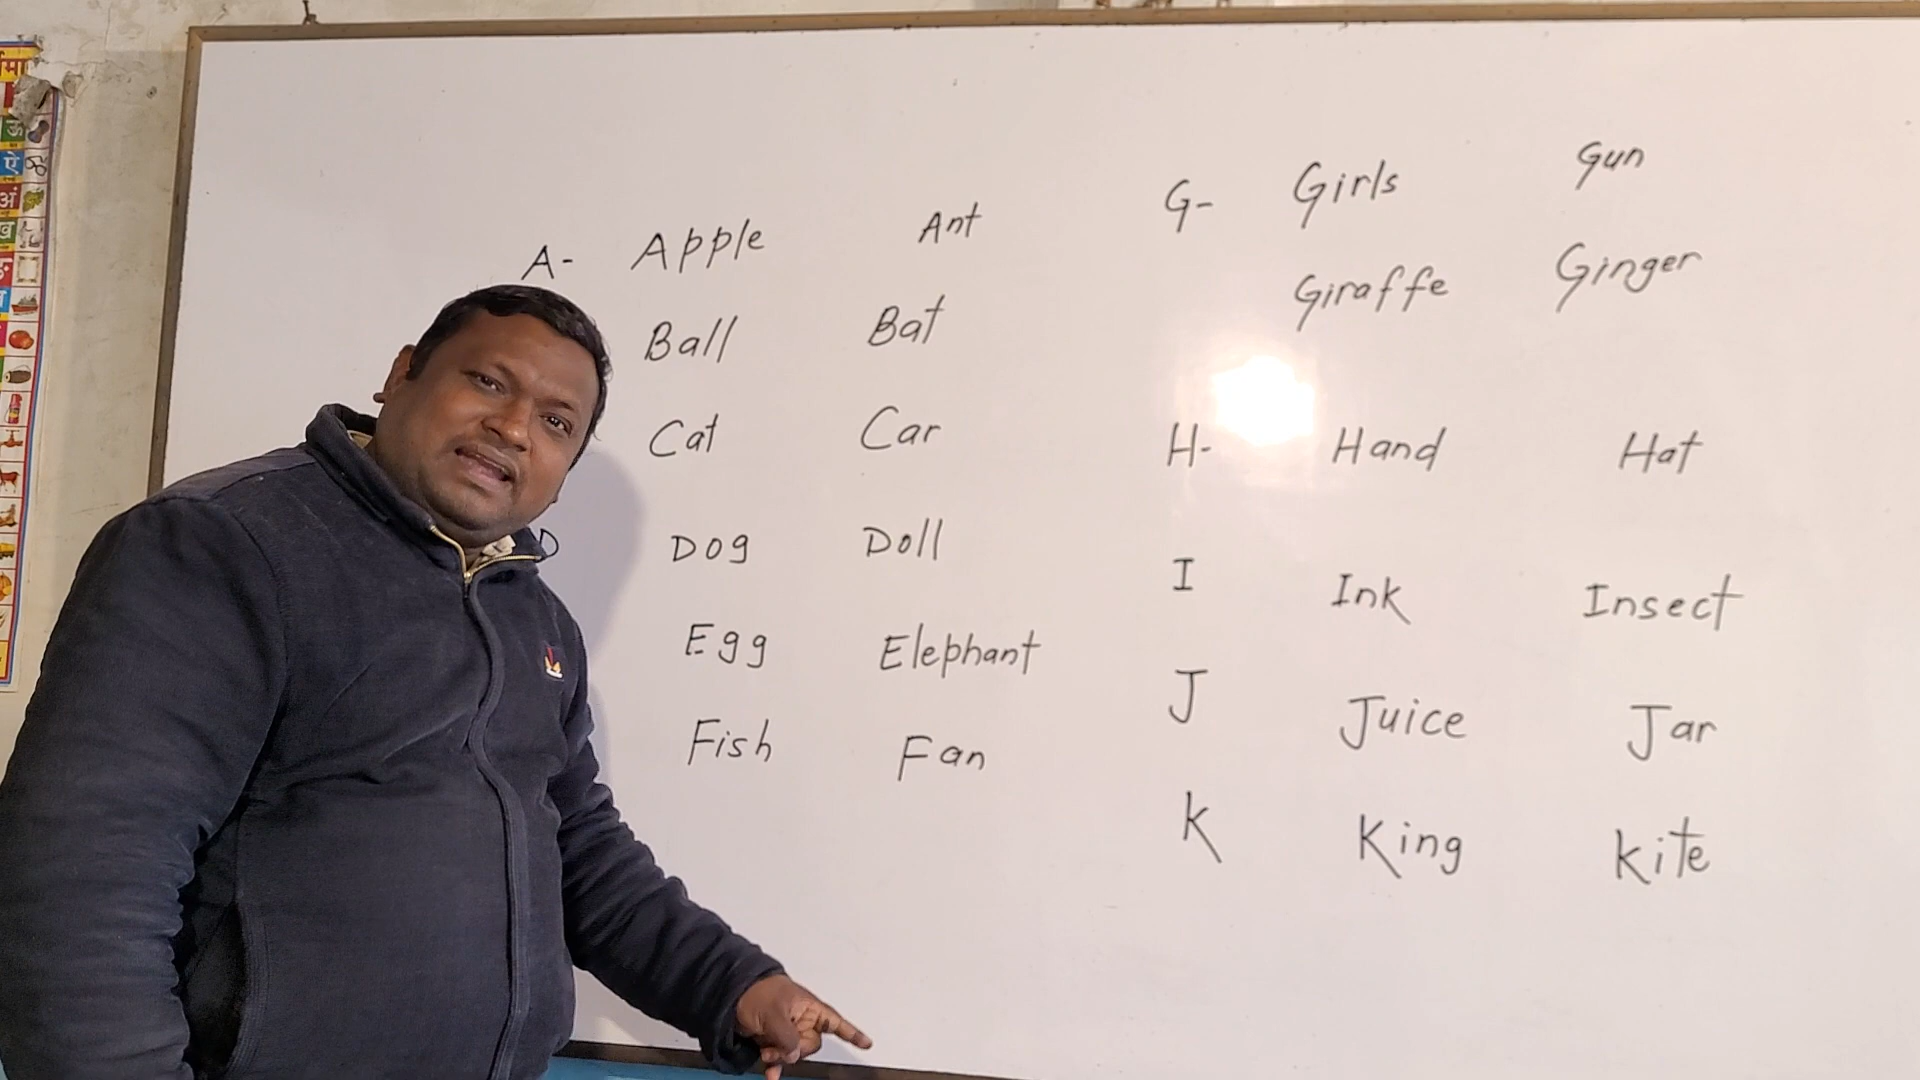 A- Apple Ant
Ball Bat
Cat Car
D Dog Doll
Egg Elephant
Fish Fan
G- Girls Gun
Giraffe Ginger
H- Hand Hat
I Ink Insect
J Juice Jar
K King Kite
ऐ
अं
ख